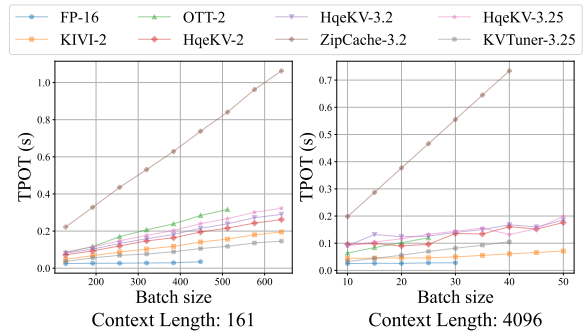 FP-16 OTT-2 HqeKV-3.2 HqeKV-3.25
KIVI-2 HqeKV-2 ZipCache-3.2 KVTuner-3.25
TPOT (s)
1.0
0.8
0.6
0.4
0.2
0.0
200 300 400 500 600
Batch size
Context Length: 161
TPOT (s)
0.7
0.6
0.5
0.4
0.3
0.2
0.1
0.0
10 20 30 40 50
Batch size
Context Length: 4096